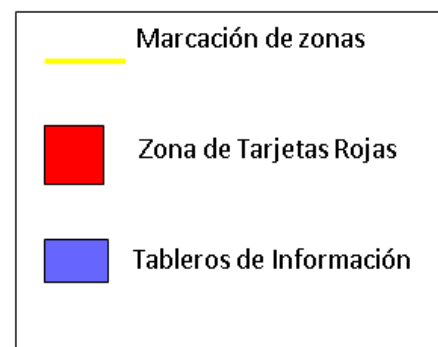 Marcación de zonas
Zona de Tarjetas Rojas
Tableros de Información